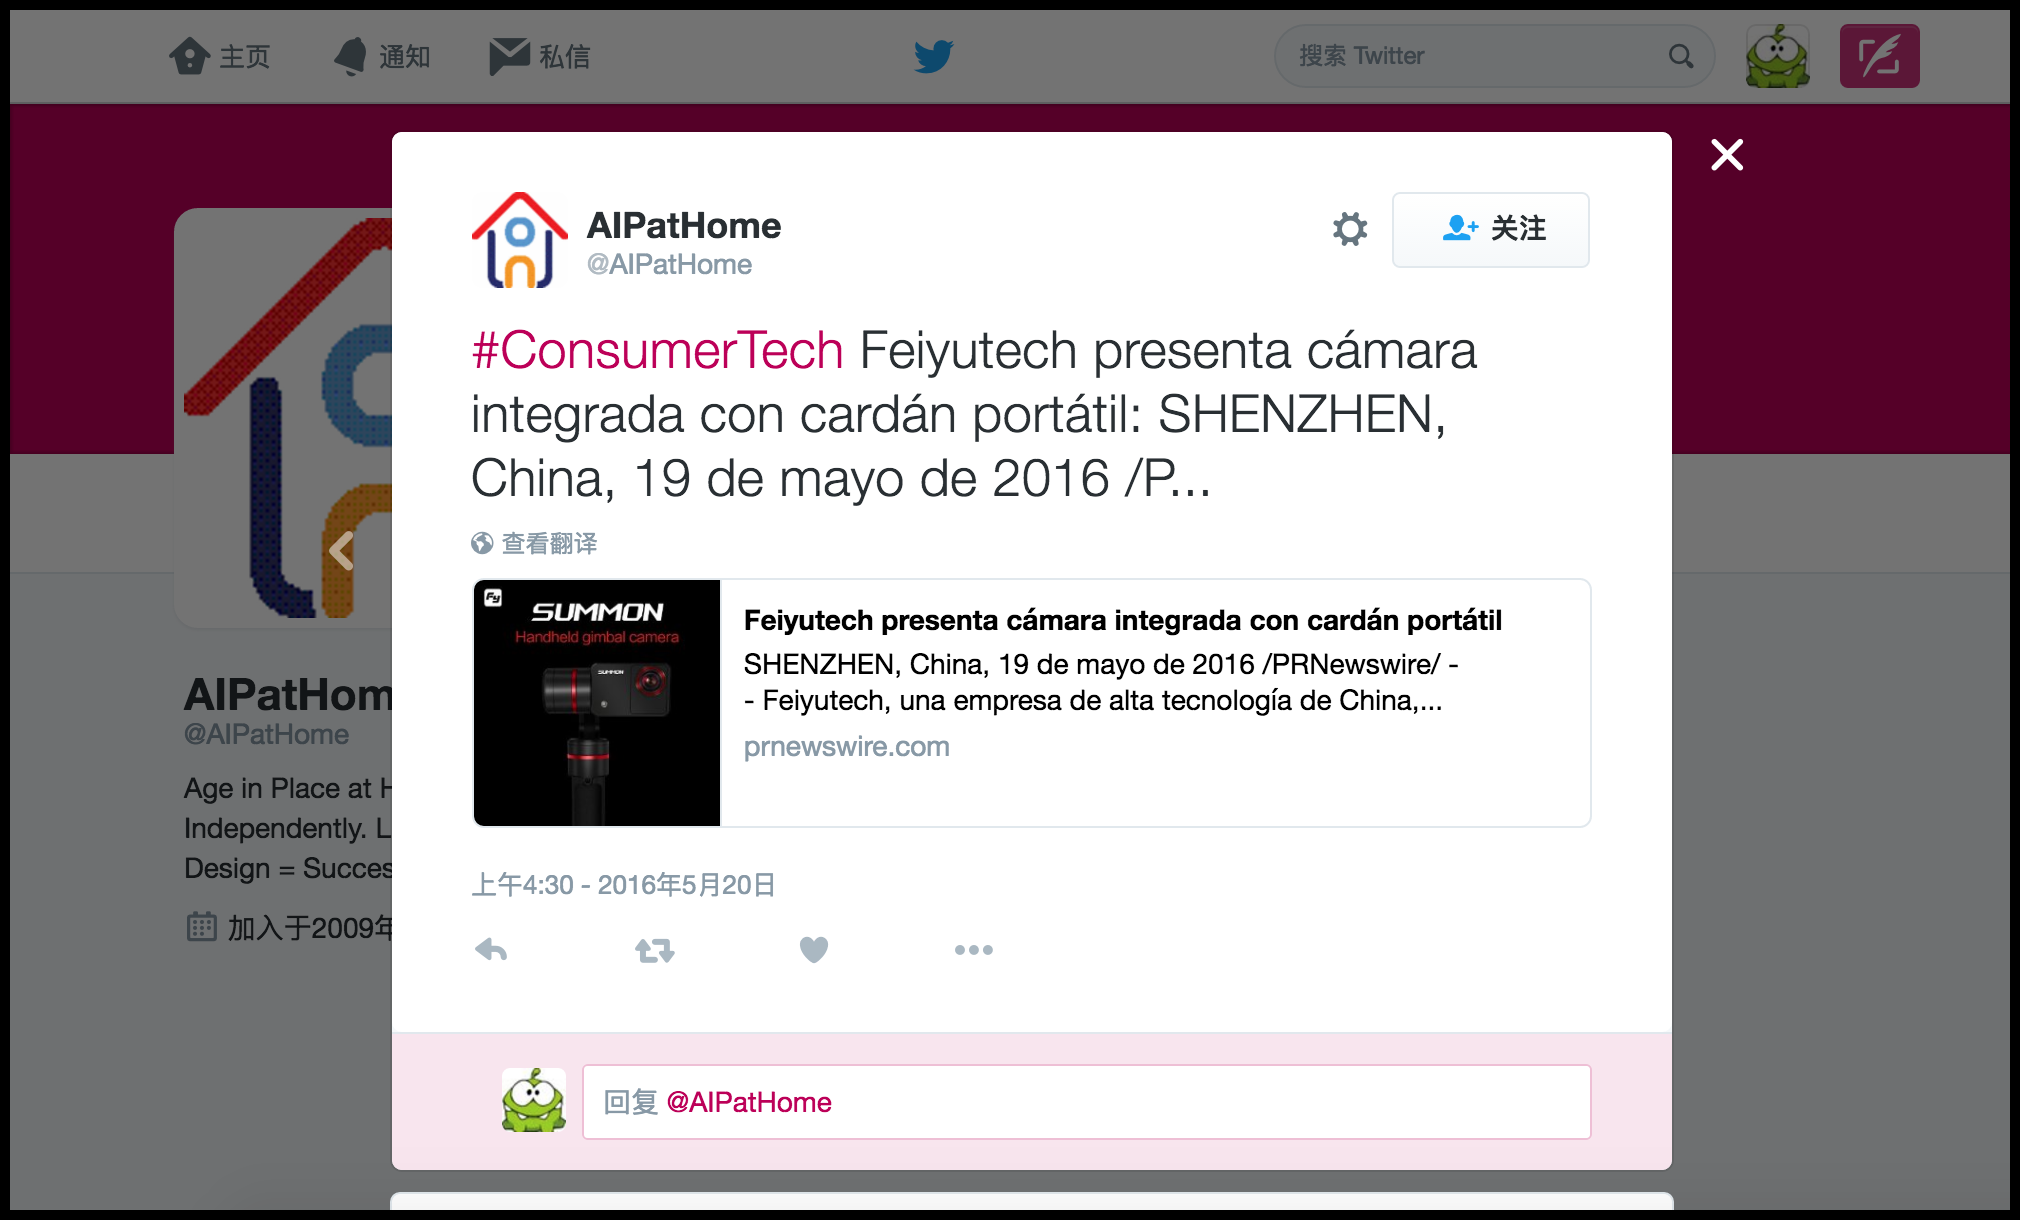 主页
通知
私信
搜索 Twitter
AIPatHome
@AIPatHome
关注
#ConsumerTech Feiyutech presenta cámara
integrada con cardán portátil: SHENZHEN,
China, 19 de mayo de 2016 /P...
查看翻译
Fy
SUMMON
Handheld gimbal camera
SUMMON
Feiyutech presenta cámara integrada con cardán portátil
SHENZHEN, China, 19 de mayo de 2016 /PRNewswire/ -
- Feiyutech, una empresa de alta tecnología de China,...
prnewswire.com
上午4:30 - 2016年5月20日
回复 @AIPatHome
AIPatHom
@AIPatHome
Age in Place at H
Independently. L
Design = Succes
加入于2009年